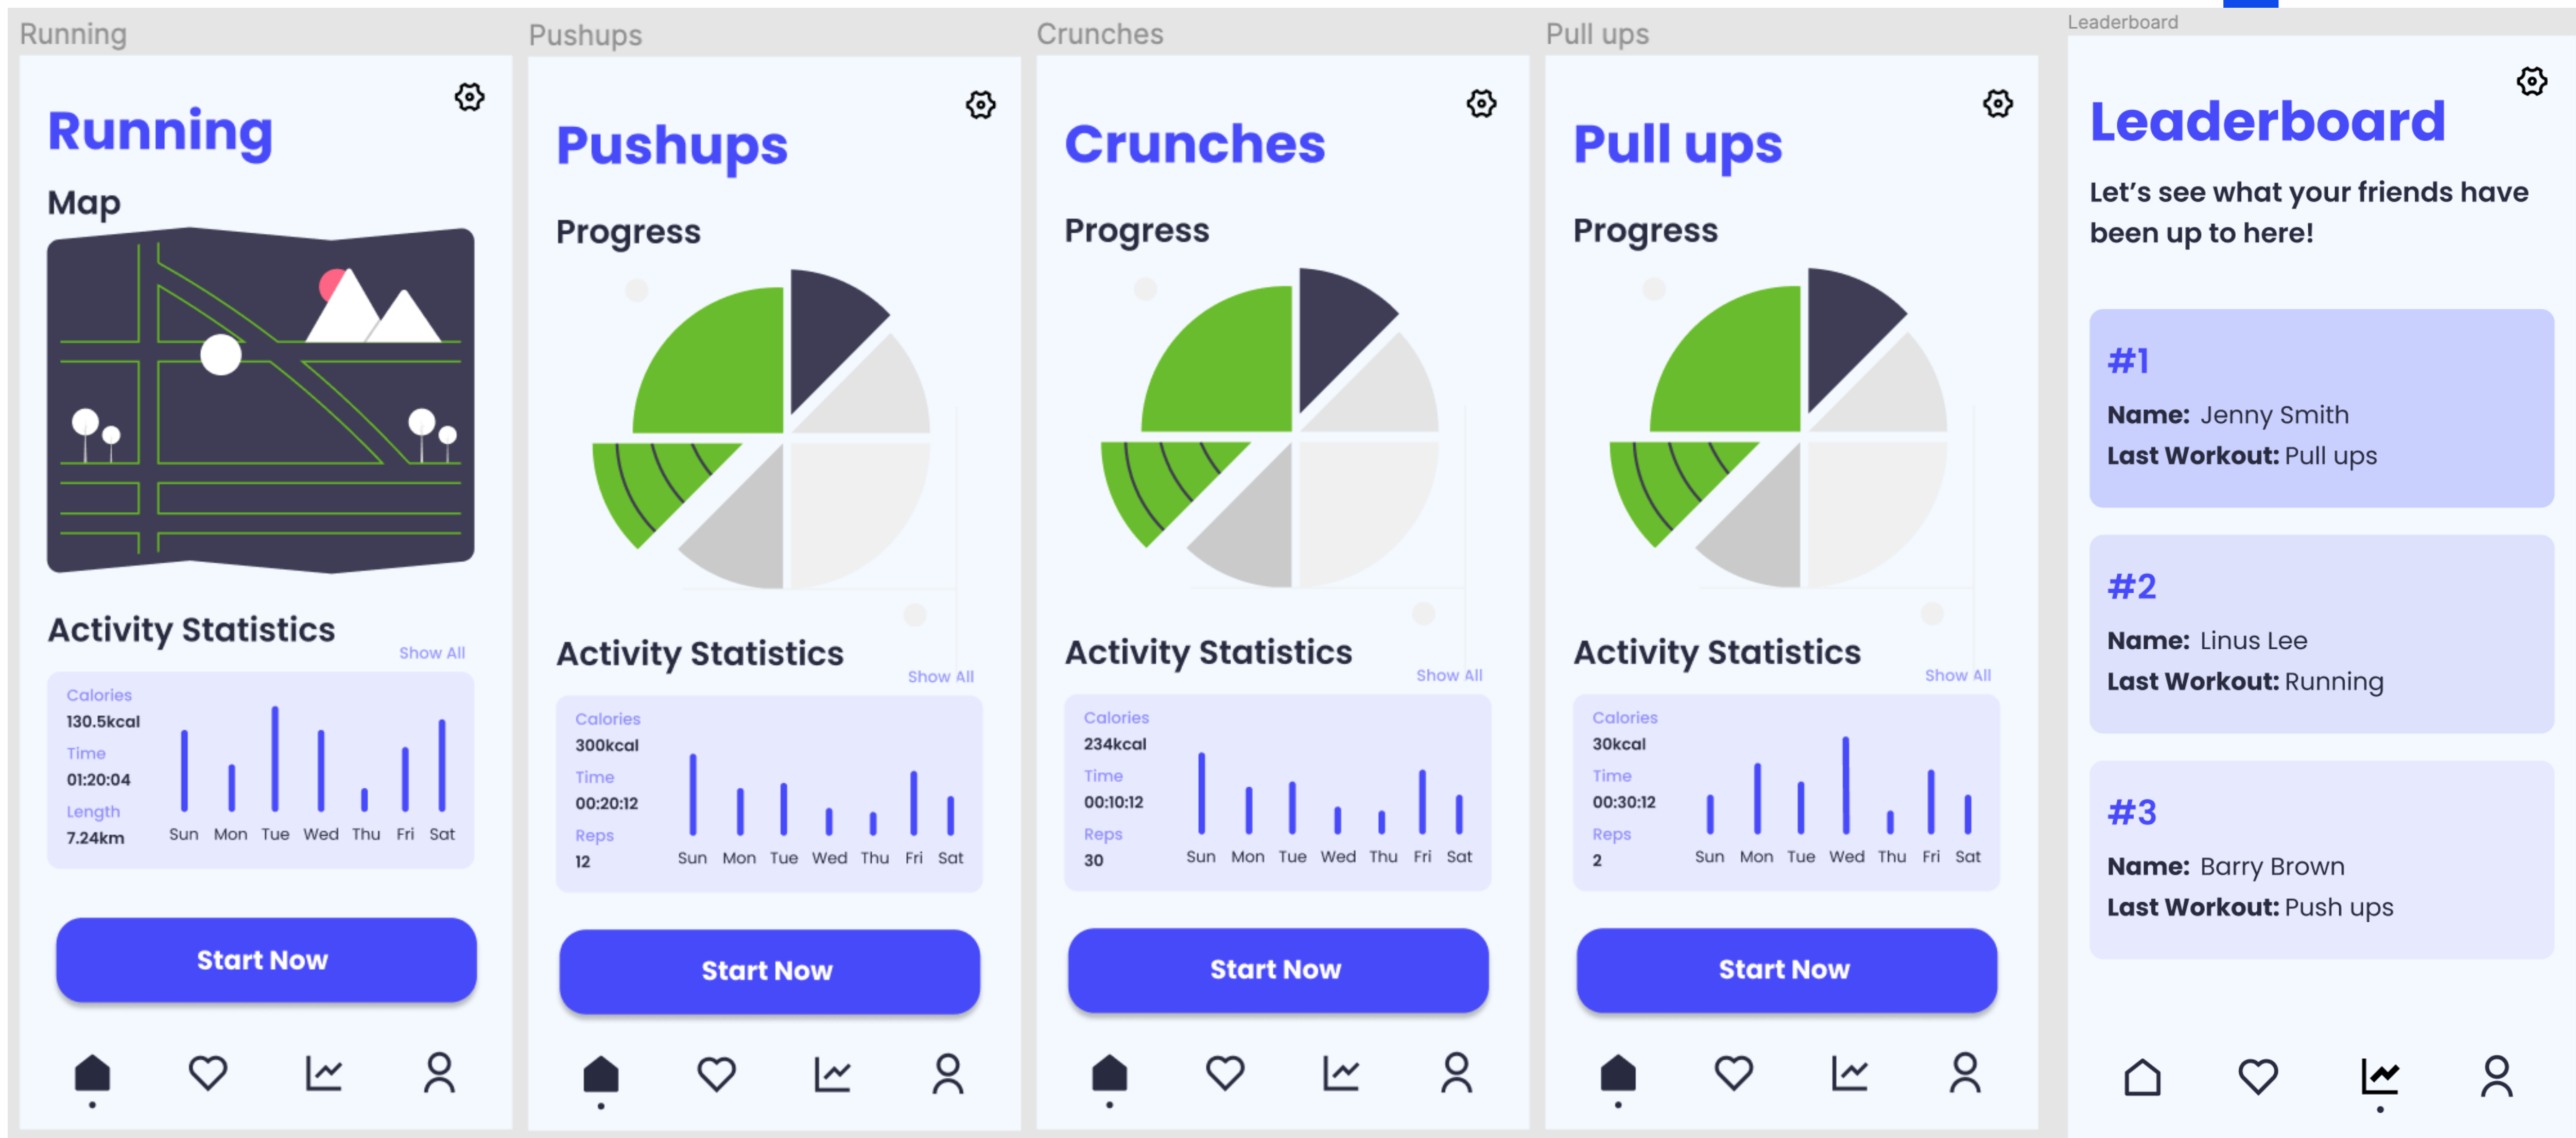 Running
Running
Map
Activity Statistics
Show All
Calories
130.5kcal
Time
01:20:04
Length
7.24km
Sun Mon Tue Wed Thu Fri Sat
Start Now
Pushups
Pushups
Progress
Activity Statistics
Show All
Calories
300kcal
Time
00:20:12
Reps
12
Sun Mon Tue Wed Thu Fri Sat
Start Now
Crunches
Crunches
Progress
Activity Statistics
Show All
Calories
234kcal
Time
00:10:12
Reps
30
Sun Mon Tue Wed Thu Fri Sat
Start Now
Pull ups
Pull ups
Progress
Activity Statistics
Show All
Calories
30kcal
Time
00:30:12
Reps
2
Sun Mon Tue Wed Thu Fri Sat
Start Now
Leaderboard
Leaderboard
Let’s see what your friends have
been up to here!
#1
Name: Jenny Smith
Last Workout: Pull ups
#2
Name: Linus Lee
Last Workout: Running
#3
Name: Barry Brown
Last Workout: Push ups